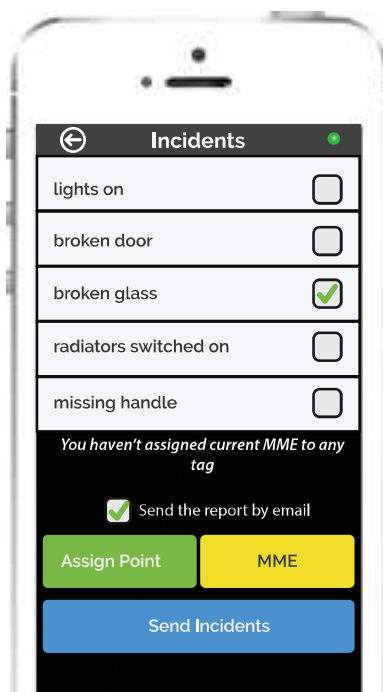 Incidents
lights on
broken door
broken glass
radiators switched on
missing handle
You haven't assigned current MME to any
tag
Send the report by email
Assign Point
MME
Send Incidents